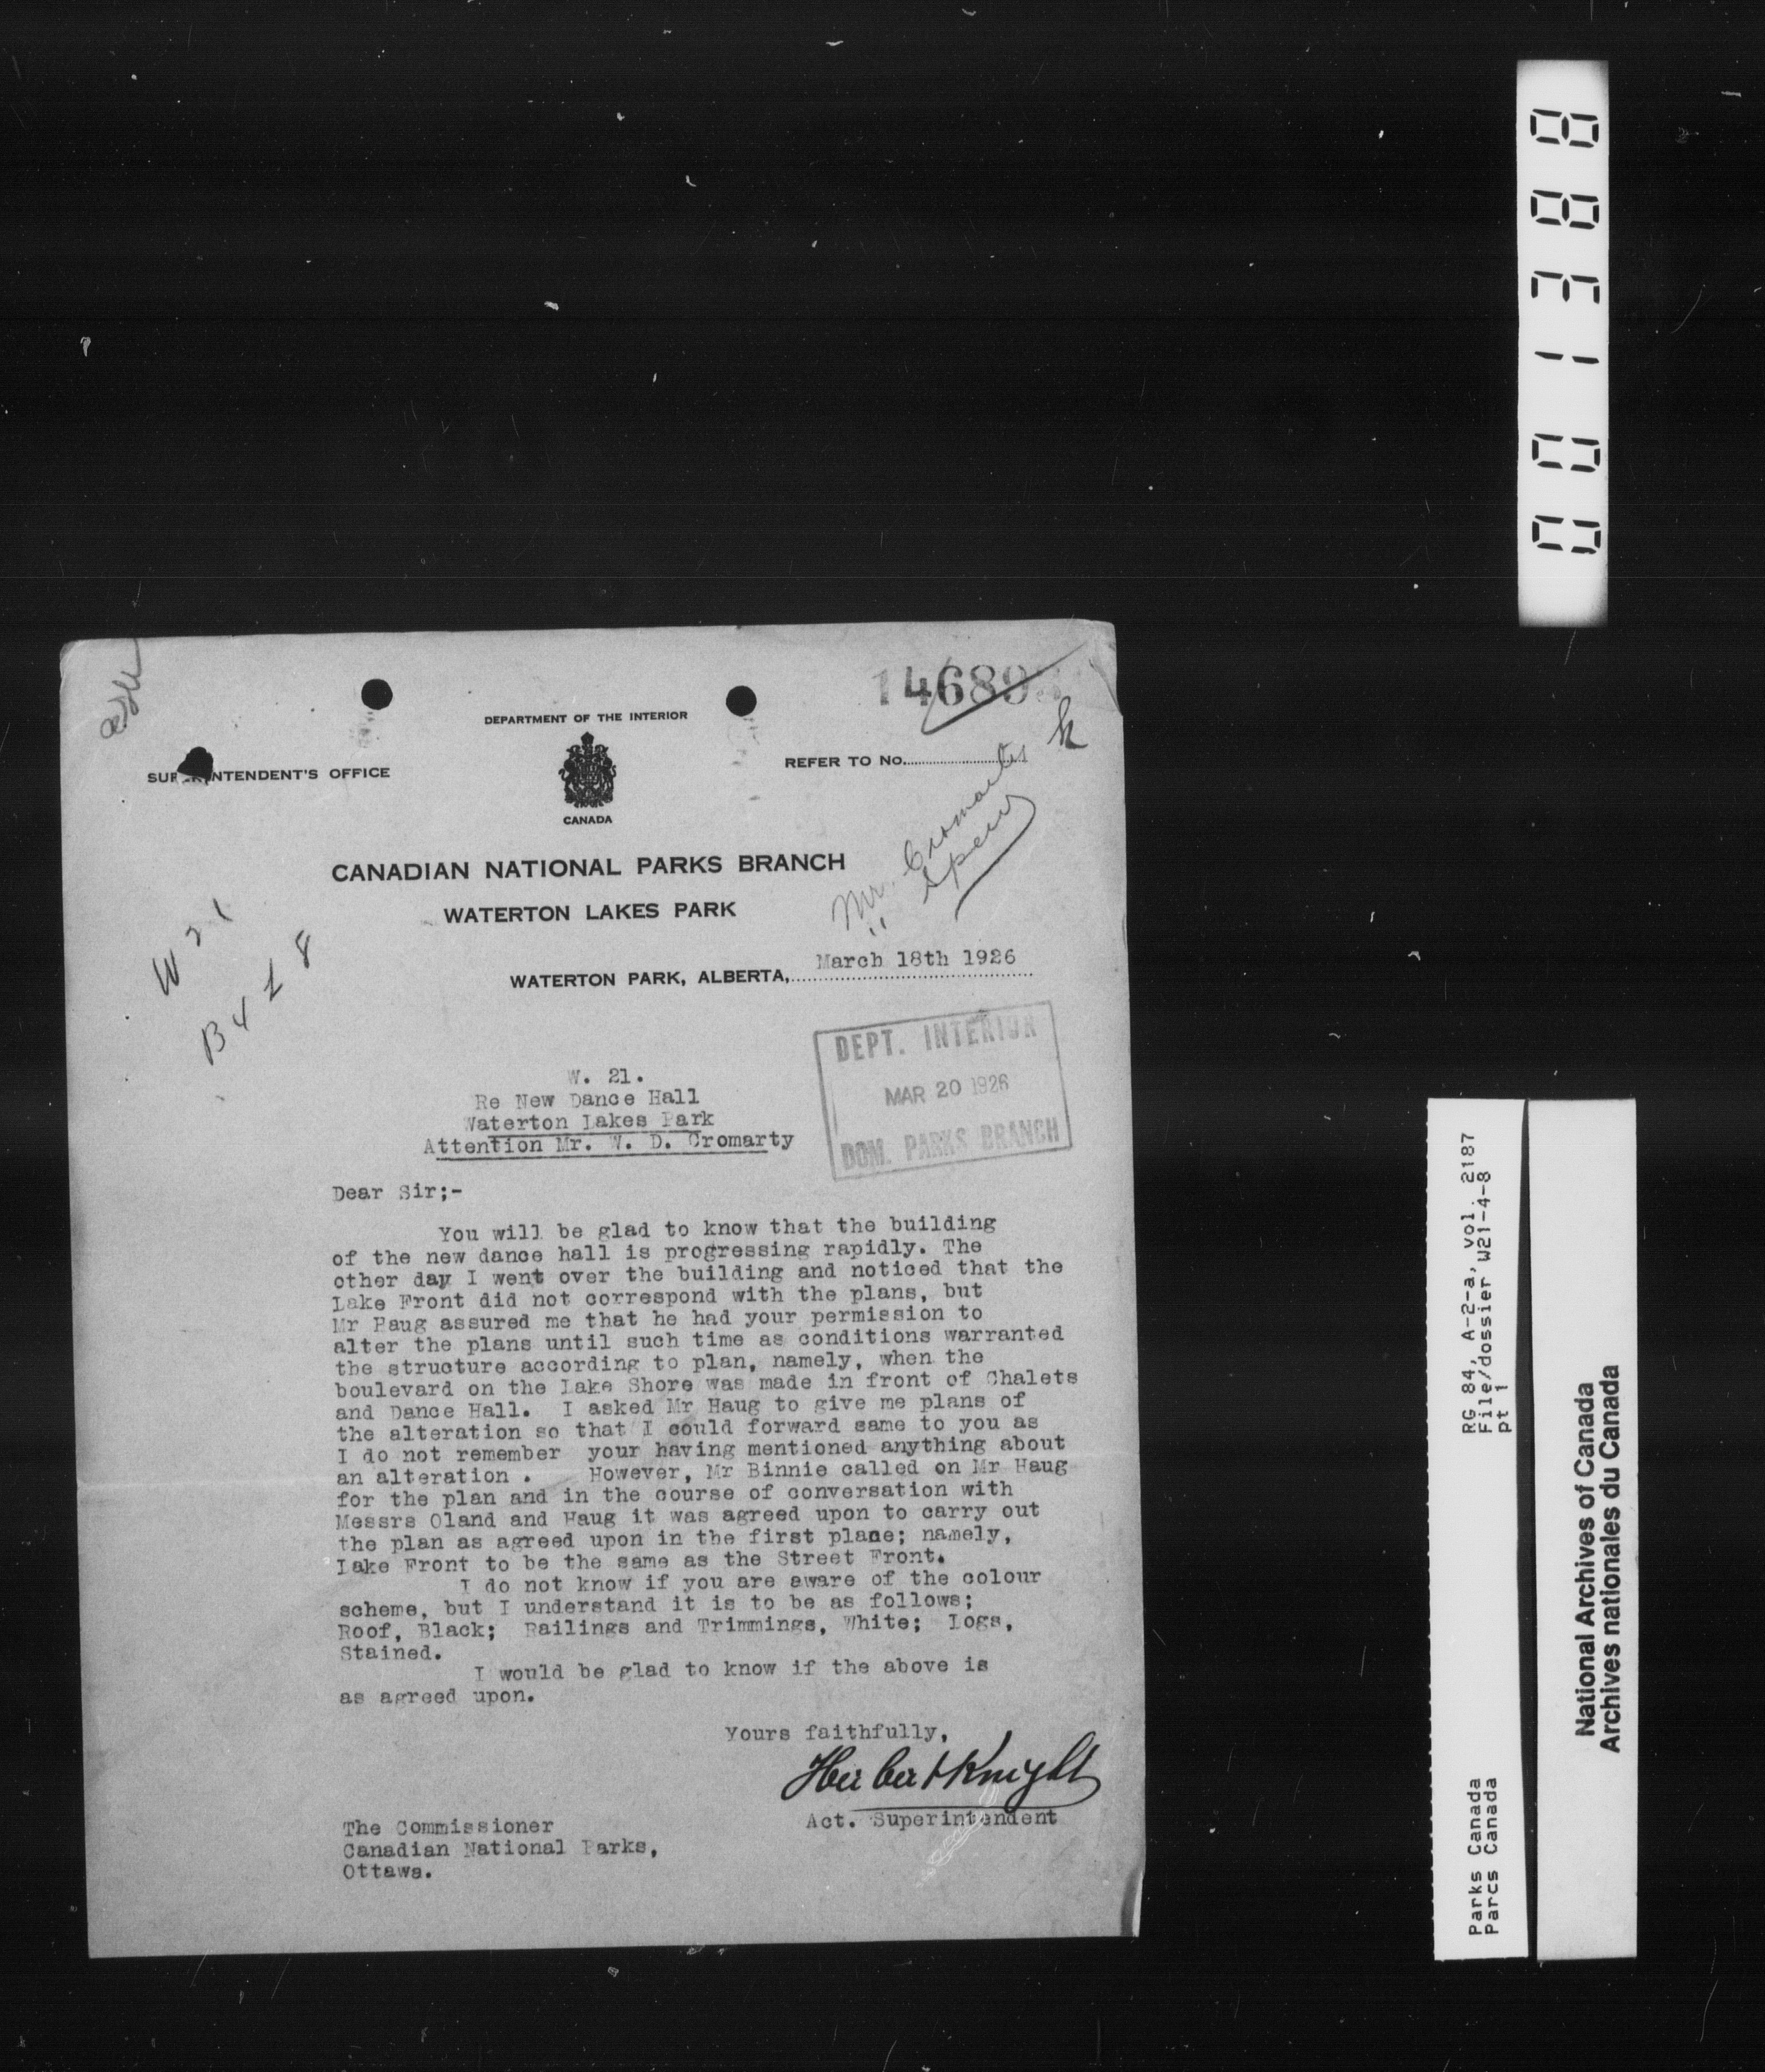 001388
14689
DEPARTMENT OF THE INTERIOR
SUPERINTENDENT'S OFFICE
REFER TO No.
CANADA
Mr. Cromarty
" Spero
CANADIAN NATIONAL PARKS BRANCH
WATERTON LAKES PARK
W 21
B 4 & 8
March 18th 1926
WATERTON PARK, ALBERTA,
DEPT. INTERIOR
MAR 20 1926
DOM. PARKS BRANCH
W. 21.
Re New Dance Hall
Waterton Lakes Park
Attention Mr. W. D. Cromarty
Dear Sir;-
You will be glad to know that the building
of the new dance hall is progressing rapidly. The
other day I went over the building and noticed that the
Lake Front did not correspond with the plans, but
Mr Haug assured me that he had your permission to
alter the plans until such time as conditions warranted
the structure according to plan, namely, when the
boulevard on the Lake Shore was made in front of Chalets
and Dance Hall. I asked Mr Haug to give me plans of
the alteration so that I could forward same to you as
I do not remember your having mentioned anything about
an alteration . However, Mr Binnie called on Mr Haug
for the plan and in the course of conversation with
Messrs Oland and Haug it was agreed upon to carry out
the plan as agreed upon in the first place; namely,
Lake Front to be the same as the Street Front.
I do not know if you are aware of the colour
scheme, but I understand it is to be as follows;
Roof, Black; Railings and Trimmings, White; Logs,
Stained.
I would be glad to know if the above is
as agreed upon.
Yours faithfully,
Herbert Knight
Act. Superintendent
The Commissioner
Canadian National Parks,
Ottawa.
RG 84, A-2-a, vol. 2187
File/dossier W21-4-8
pt 1
Parks Canada
Parcs Canada
National Archives of Canada
Archives nationales du Canada